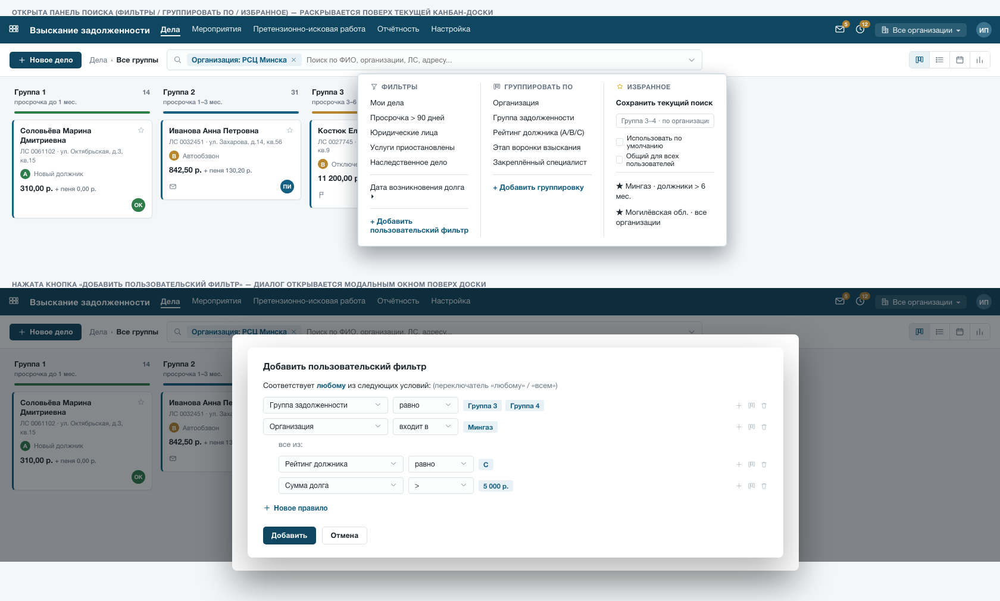 ОТКРЫТА ПАНЕЛЬ ПОИСКА (ФИЛЬТРЫ / ГРУППИРОВАТЬ ПО / ИЗБРАННОЕ) — РАСКРЫВАЕТСЯ ПОВЕРХ ТЕКУЩЕЙ КАНБАН-ДОСКИ
Взыскание задолженности Дела Мероприятия Претензионно-исковая работа Отчётность Настройка 5 12 Все организации ИП
+ Новое дело Дела › Все группы Организация: РСЦ Минска × Поиск по ФИО, организации, ЛС, адресу...
Группа 1 14
просрочка до 1 мес.
Соловьёва Марина
Дмитриевна
ЛС 0061102 · ул. Октябрьская, д.3,
кв.15
A Новый должник
310,00 р. + пеня 0,00 р.
ОК
Группа 2 31
просрочка 1–3 мес.
Иванова Анна Петровна
ЛС 0032451 · ул. Захарова, д.14, кв.56
B Автообзвон
842,50 р. + пеня 130,20 р.
ПИ
Группа 3
просрочка 3–6
Костюк Ел
ЛС 0027745 ·
кв.9
B Отключе
11 200,00 р
ФИЛЬТРЫ
Мои дела
Просрочка > 90 дней
Юридические лица
Услуги приостановлены
Наследственное дело
Дата возникновения долга
+ Добавить
пользовательский фильтр
ГРУППИРОВАТЬ ПО
Организация
Группа задолженности
Рейтинг должника (A/B/C)
Этап воронки взыскания
Закреплённый специалист
+ Добавить группировку
ИЗБРАННОЕ
Сохранить текущий поиск
Группа 3–4 · по организация
Использовать по
умолчанию
Общий для всех
пользователей
★ Мингаз · должники > 6
мес.
★ Могилёвская обл. · все
организации
НАЖАТА КНОПКА «ДОБАВИТЬ ПОЛЬЗОВАТЕЛЬСКИЙ ФИЛЬТР» — ДИАЛОГ ОТКРЫВАЕТСЯ МОДАЛЬНЫМ ОКНОМ ПОВЕРХ ДОСКИ
Взыскание задолженности Дела Мероприятия Претензионно-исковая работа Отчётность Настройка 5 12 Все организации ИП
+ Новое дело Дела › Все группы Организация: РСЦ Минска × Поиск по ФИО, организации, ЛС, адресу...
Группа 1 14
просрочка до 1 мес.
Соловьёва Марина
Дмитриевна
ЛС 0061102 · ул. Октябрьская, д.3,
кв.15
A Новый должник
310,00 р. + пеня 0,00 р.
ОК
Группа 2
просрочка 1–3 мес.
Иванова Анна Пе
ЛС 0032451 · ул. Заха
B Автообзвон
842,50 р. + пеня 13
Добавить пользовательский фильтр
Соответствует любому из следующих условий: (переключатель «любому» / «всем»)
Группа задолженности равно Группа 3 Группа 4
Организация входит в Мингаз
все из:
Рейтинг должника равно C
Сумма долга > 5 000 р.
+ Новое правило
Добавить Отмена